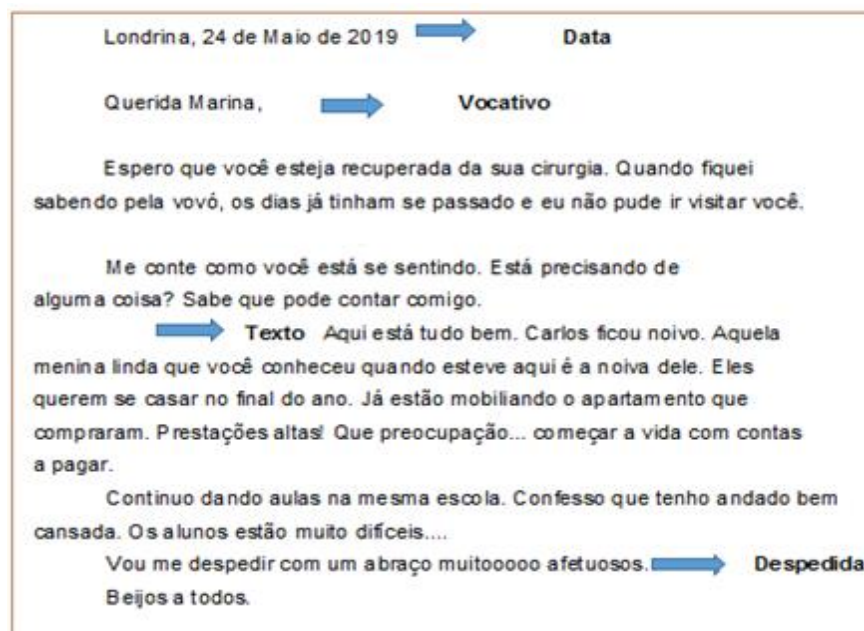 Londrina, 24 de Maio de 2019 Data
Querida Marina, Vocativo
Espero que você esteja recuperada da sua cirurgia. Quando fiquei
sabendo pela vovó, os dias já tinham se passado e eu não pude ir visitar você.
Me conte como você está se sentindo. Está precisando de
alguma coisa? Sabe que pode contar comigo.
Texto Aqui está tudo bem. Carlos ficou noivo. Aquela
menina linda que você conheceu quando esteve aqui é a noiva dele. Eles
querem se casar no final do ano. Já estão mobiliando o apartamento que
compraram. Prestações altas! Que preocupação... começar a vida com contas
a pagar.
Continuo dando aulas na mesma escola. Confesso que tenho andado bem
cansada. Os alunos estão muito difíceis....
Vou me despedir com um abraço muitooooo afetuosos. Despedida
Beijos a todos.